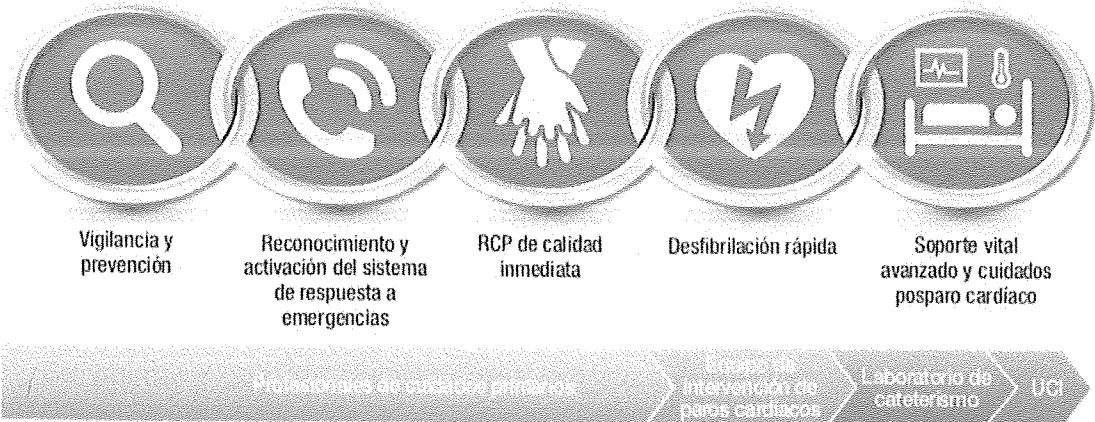 Vigilancia y
prevención
Reconocimiento y
activación del sistema
de respuesta a
emergencias
RCP de calidad
inmediata
Desfibrilación rápida
Soporte vital
avanzado y cuidados
posparo cardíaco
Profesionales de cuidados primarios
Equipo de
intervención de
paros cardíacos
Laboratorio de
cateterismo
UCI